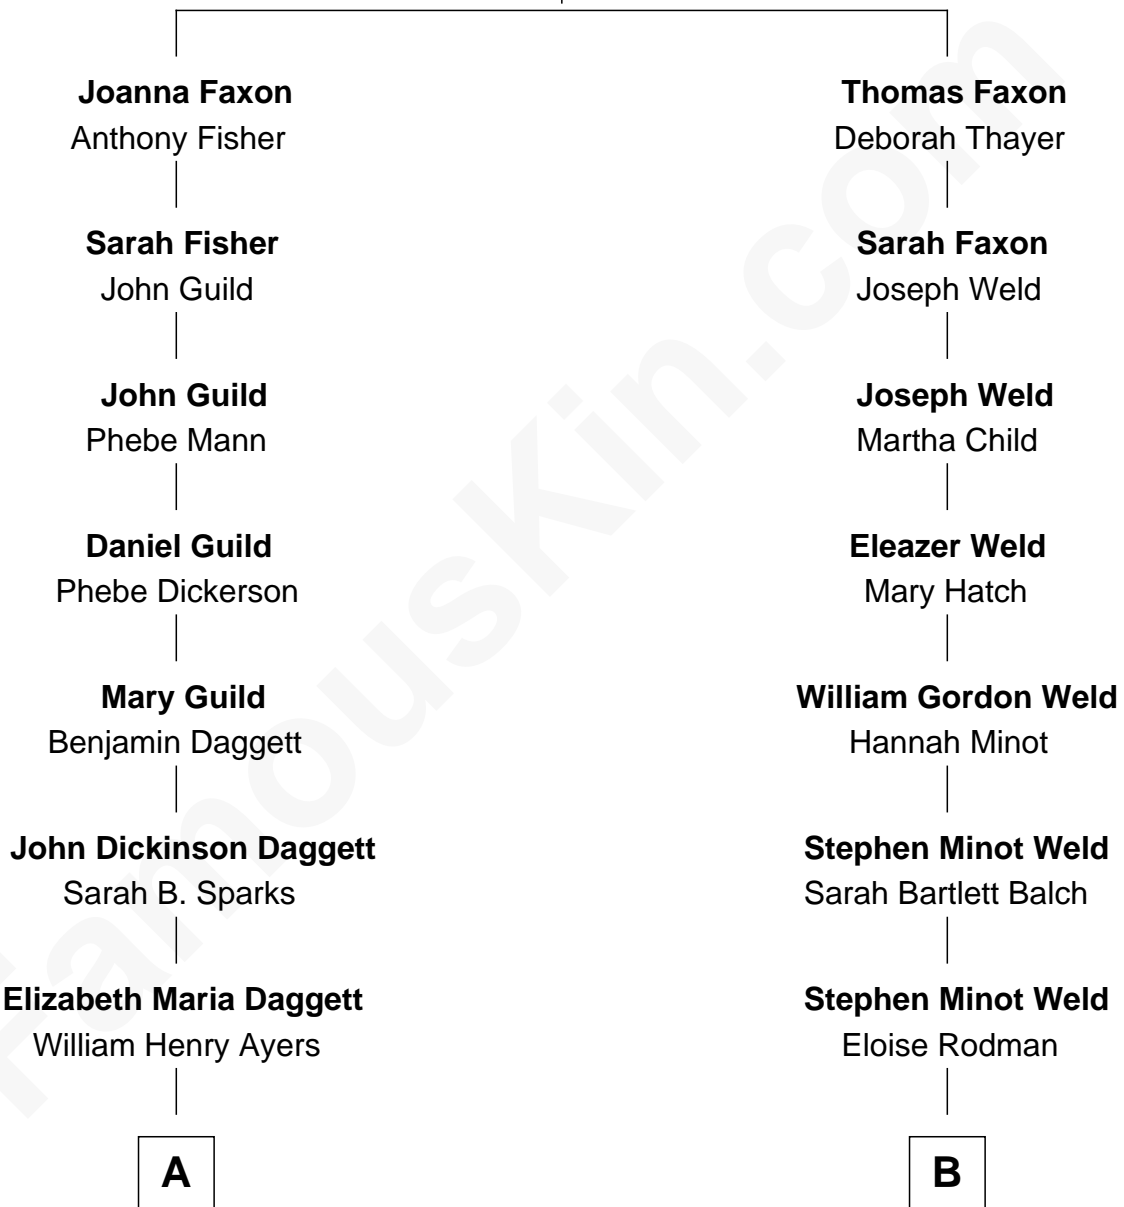 Joanna Faxon
Anthony Fisher
Sarah Fisher
John Guild
John Guild
Phebe Mann
Daniel Guild
Phebe Dickerson
Mary Guild
Benjamin Daggett
John Dickinson Daggett
Sarah B. Sparks
Elizabeth Maria Daggett
William Henry Ayers
A
Thomas Faxon
Deborah Thayer
Sarah Faxon
Joseph Weld
Joseph Weld
Martha Child
Eleazer Weld
Mary Hatch
William Gordon Weld
Hannah Minot
Stephen Minot Weld
Sarah Bartlett Balch
Stephen Minot Weld
Eloise Rodman
B
FamousKin.com